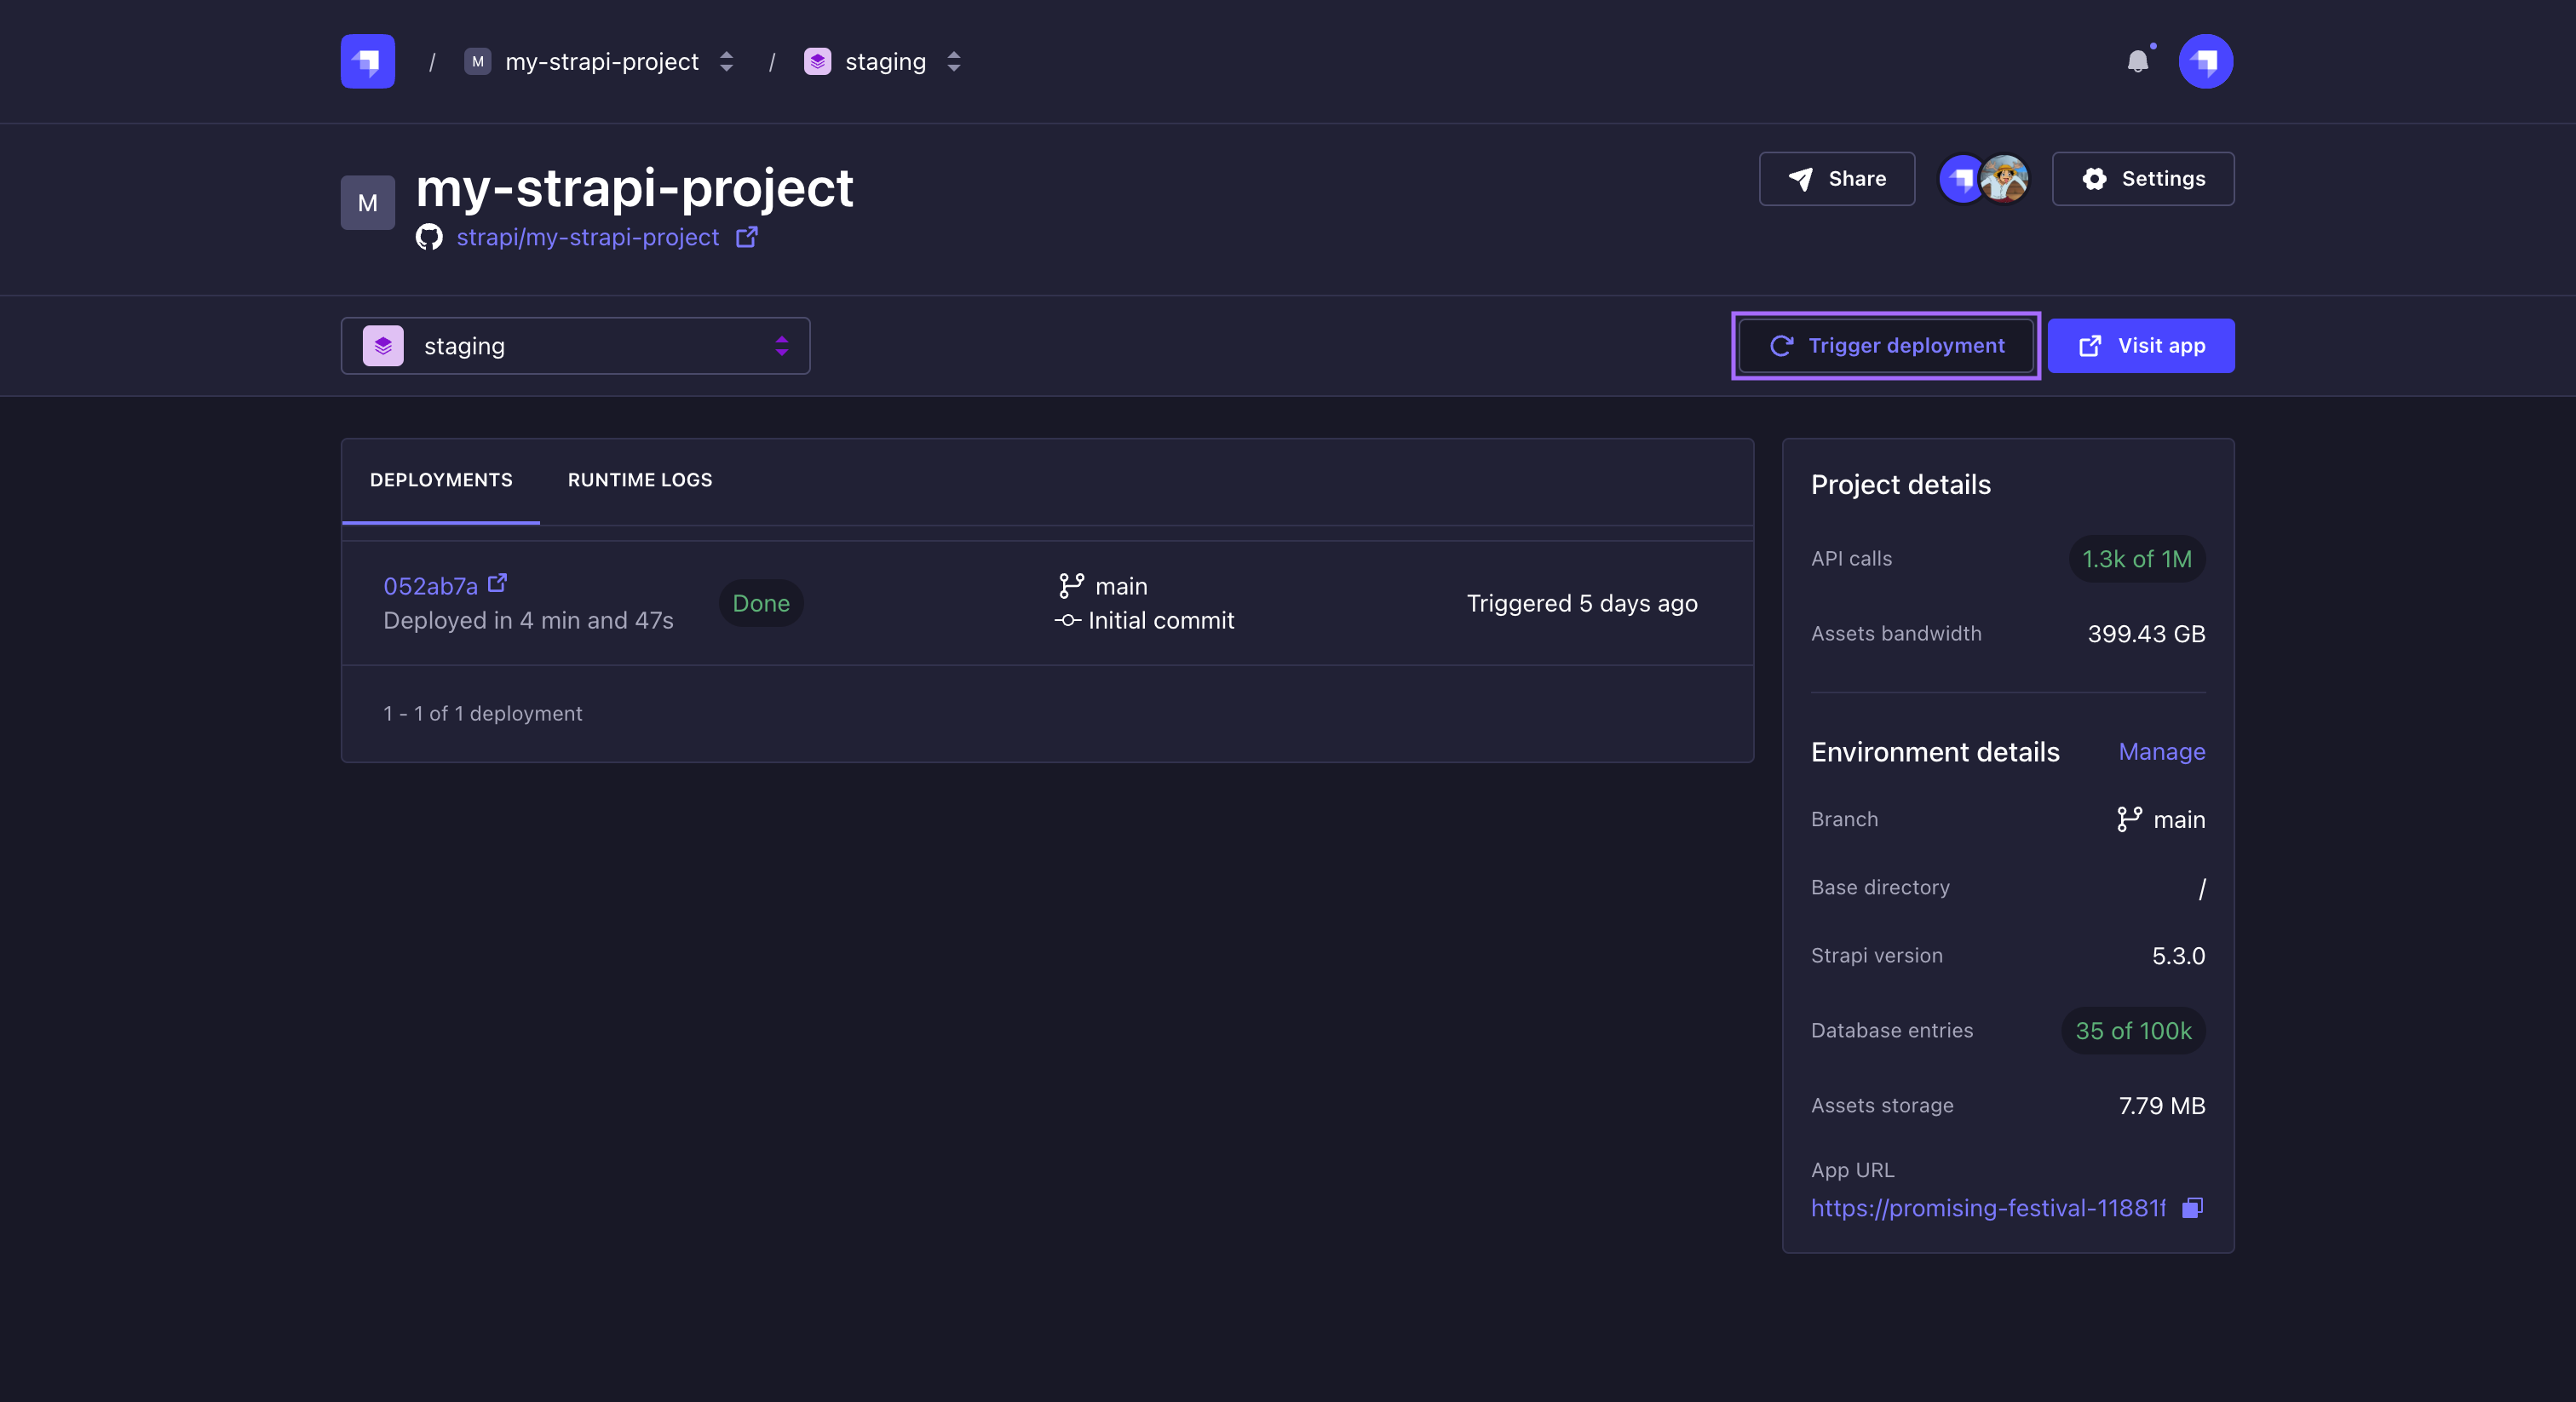 / M my-strapi-project / staging
M
my-strapi-project
strapi/my-strapi-project
Share
Settings
staging
Trigger deployment
Visit app
DEPLOYMENTS RUNTIME LOGS
052ab7a
Deployed in 4 min and 47s
Done
main
Initial commit
Triggered 5 days ago
1 - 1 of 1 deployment
Project details
API calls 1.3k of 1M
Assets bandwidth 399.43 GB
Environment details Manage
Branch main
Base directory /
Strapi version 5.3.0
Database entries 35 of 100k
Assets storage 7.79 MB
App URL
https://promising-festival-11881f